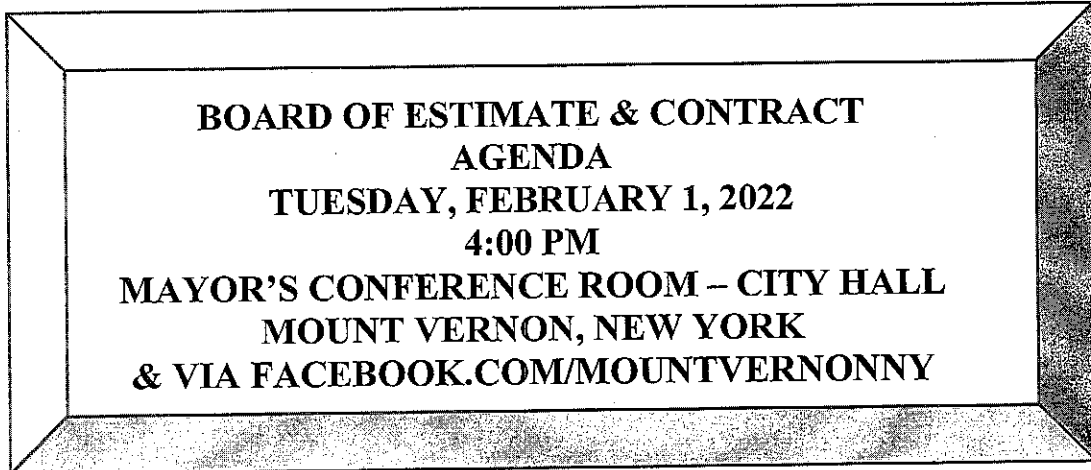 BOARD OF ESTIMATE & CONTRACT
AGENDA
TUESDAY, FEBRUARY 1, 2022
4:00 PM
MAYOR'S CONFERENCE ROOM – CITY HALL
MOUNT VERNON, NEW YORK
& VIA FACEBOOK.COM/MOUNTVERNONNY